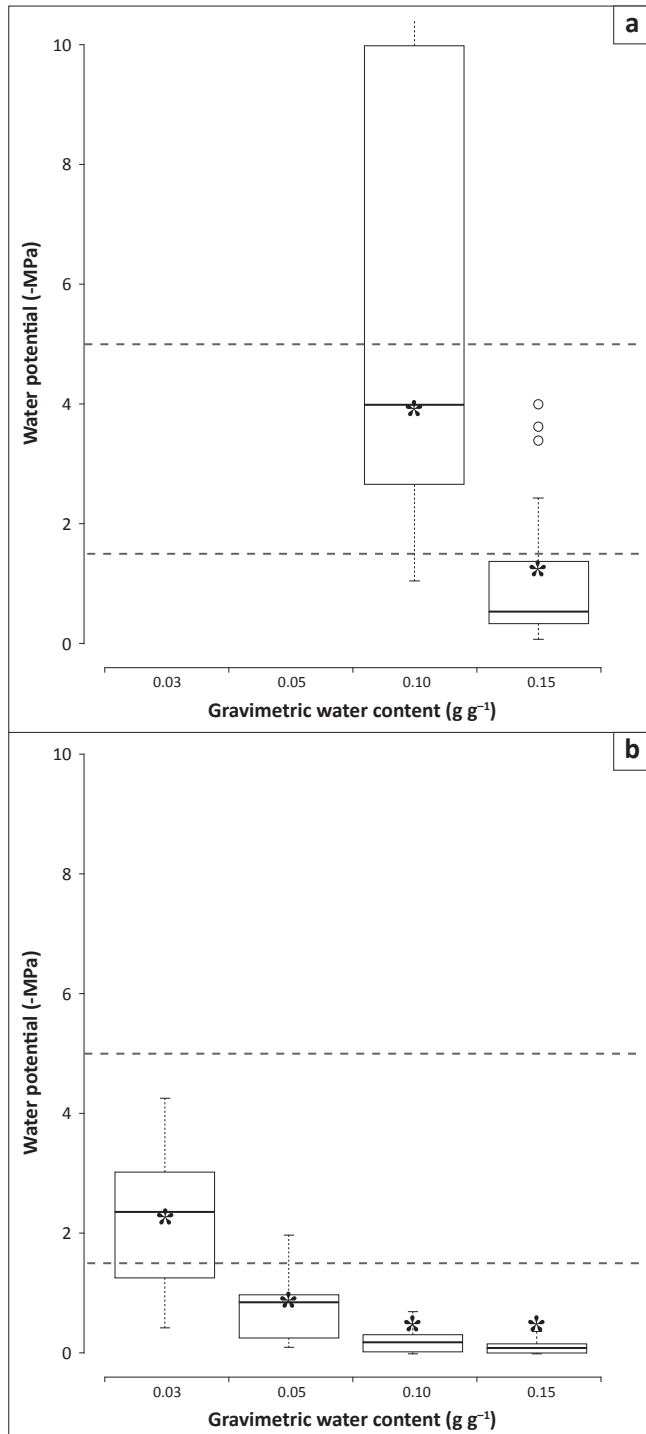 a
10
8
6
4
2
0
Water potential (-MPa)
0.03 0.05 0.10 0.15
Gravimetric water content (g g⁻¹)
b
10
8
6
4
2
0
Water potential (-MPa)
0.03 0.05 0.10 0.15
Gravimetric water content (g g⁻¹)